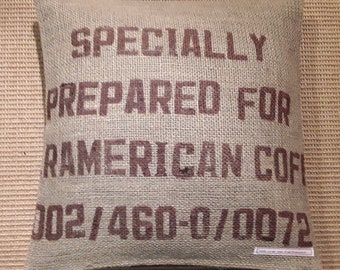 SPECIALLY
PREPARED FOR
RAMERICAN COF
002/460-0/0072